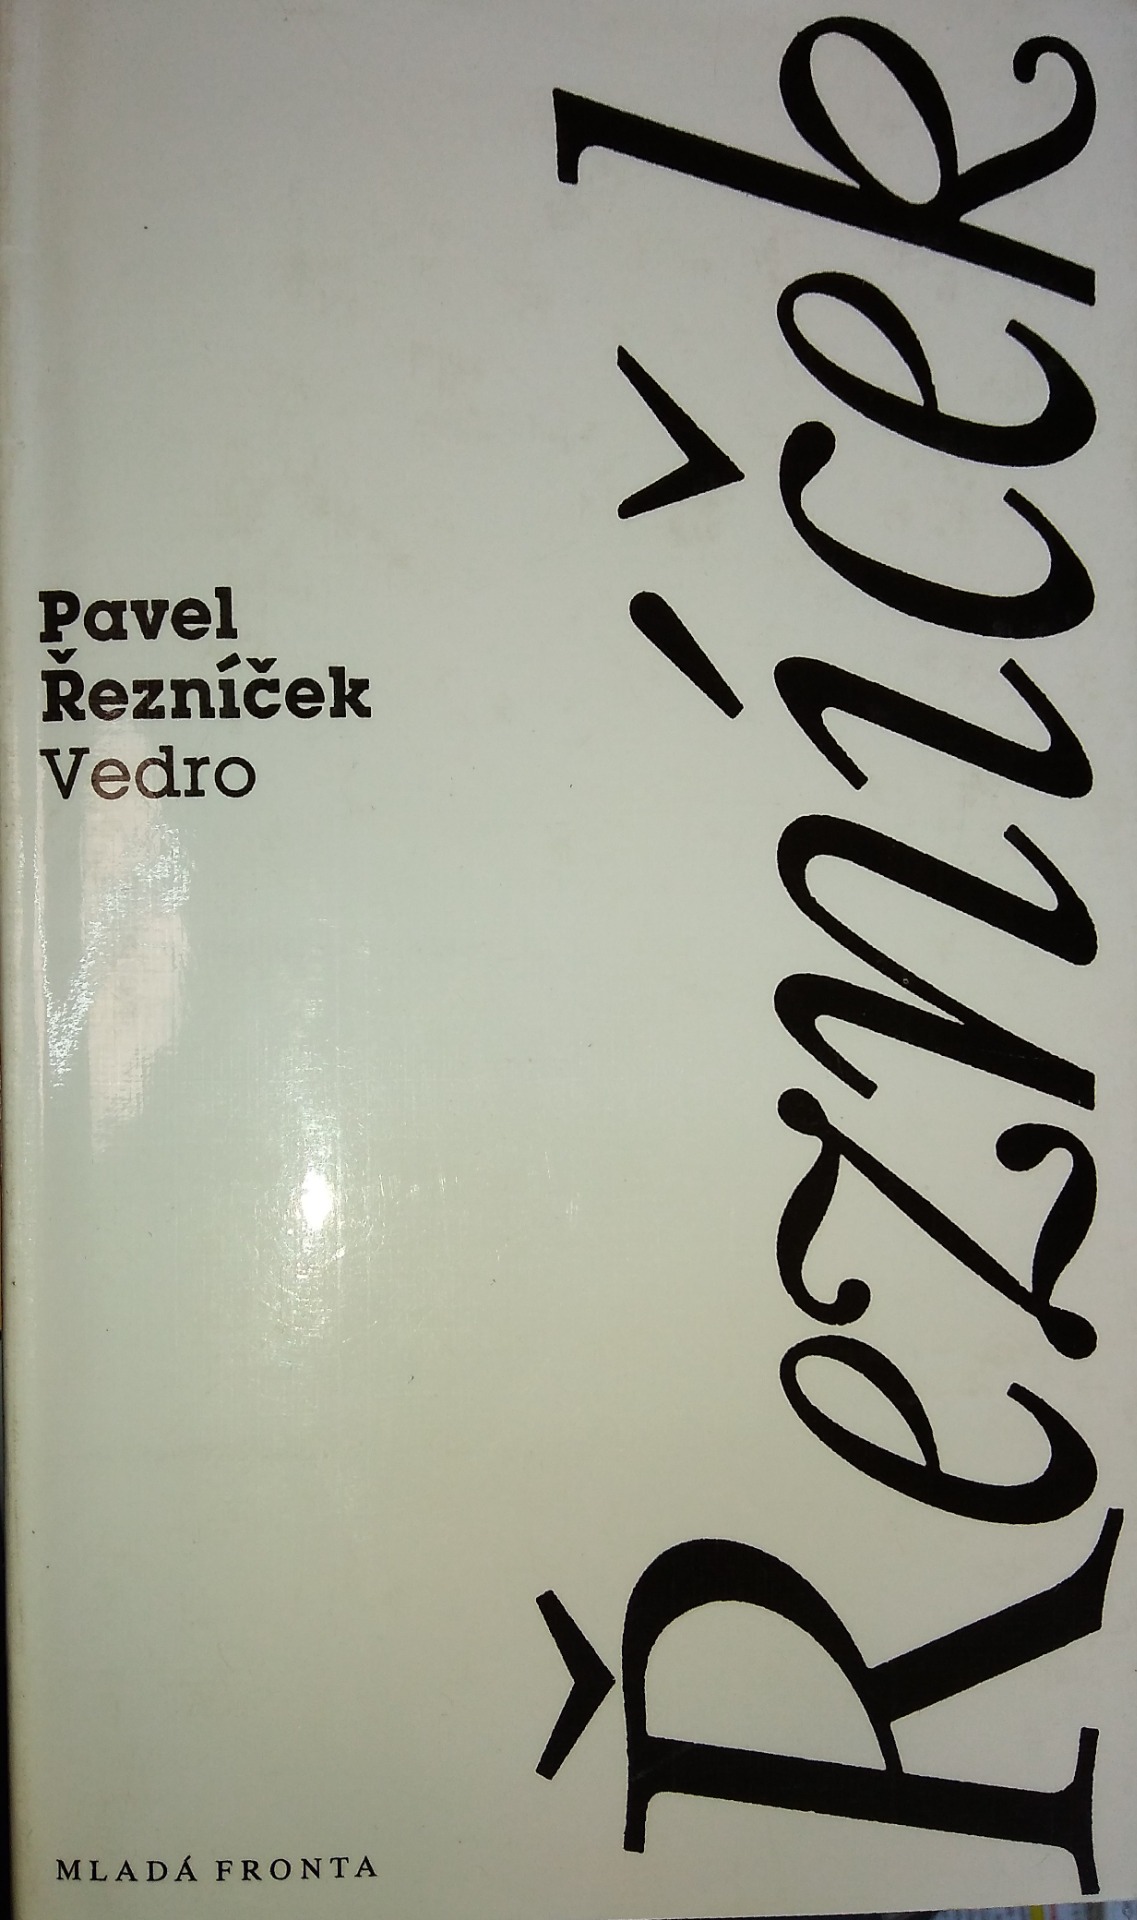 Pavel
Řezníček
Vedro
Řezníček
MLADÁ FRONTA